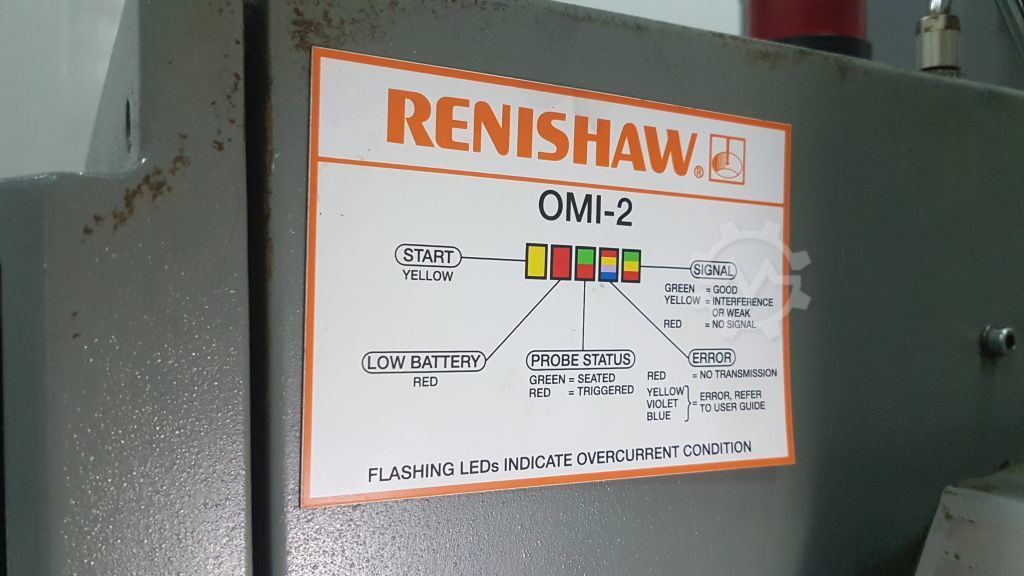 RENISHAW®
OMI-2
START
YELLOW
SIGNAL
GREEN = GOOD
YELLOW = INTERFERENCE
OR WEAK
RED = NO SIGNAL
LOW BATTERY
RED
PROBE STATUS
GREEN = SEATED
RED = TRIGGERED
ERROR
RED = NO TRANSMISSION
YELLOW
VIOLET
BLUE
} = ERROR, REFER
TO USER GUIDE
FLASHING LEDs INDICATE OVERCURRENT CONDITION